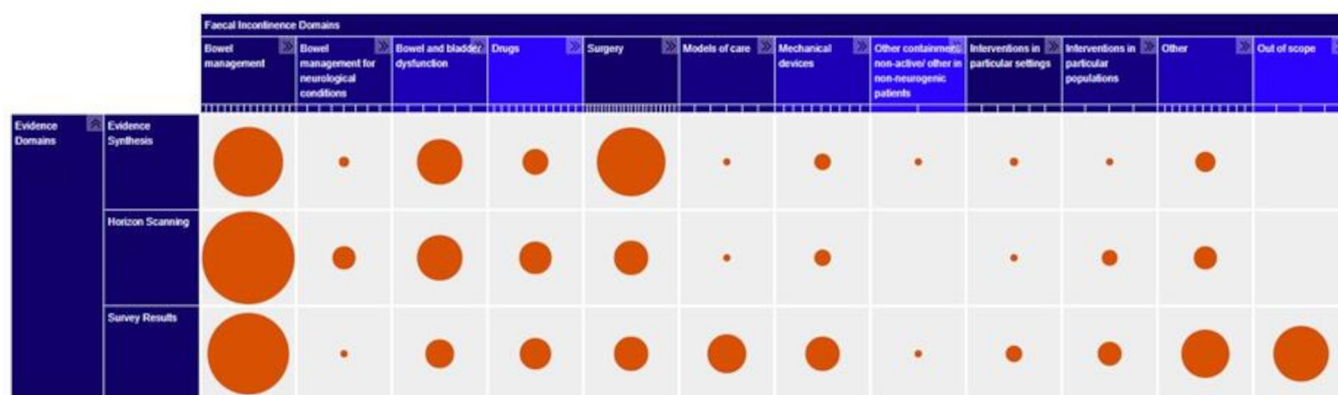 Faecal Incontinence Domains
Bowel
management
Bowel
management for
neurological
conditions
Bowel and bladder
dysfunction
Drugs
Surgery
Models of care
Mechanical
devices
Other containment,
non-active/ other in
non-neurogenic
patients
Interventions in
particular settings
Interventions in
particular
populations
Other
Out of scope
Evidence
Domains
Evidence
Synthesis
Horizon Scanning
Survey Results